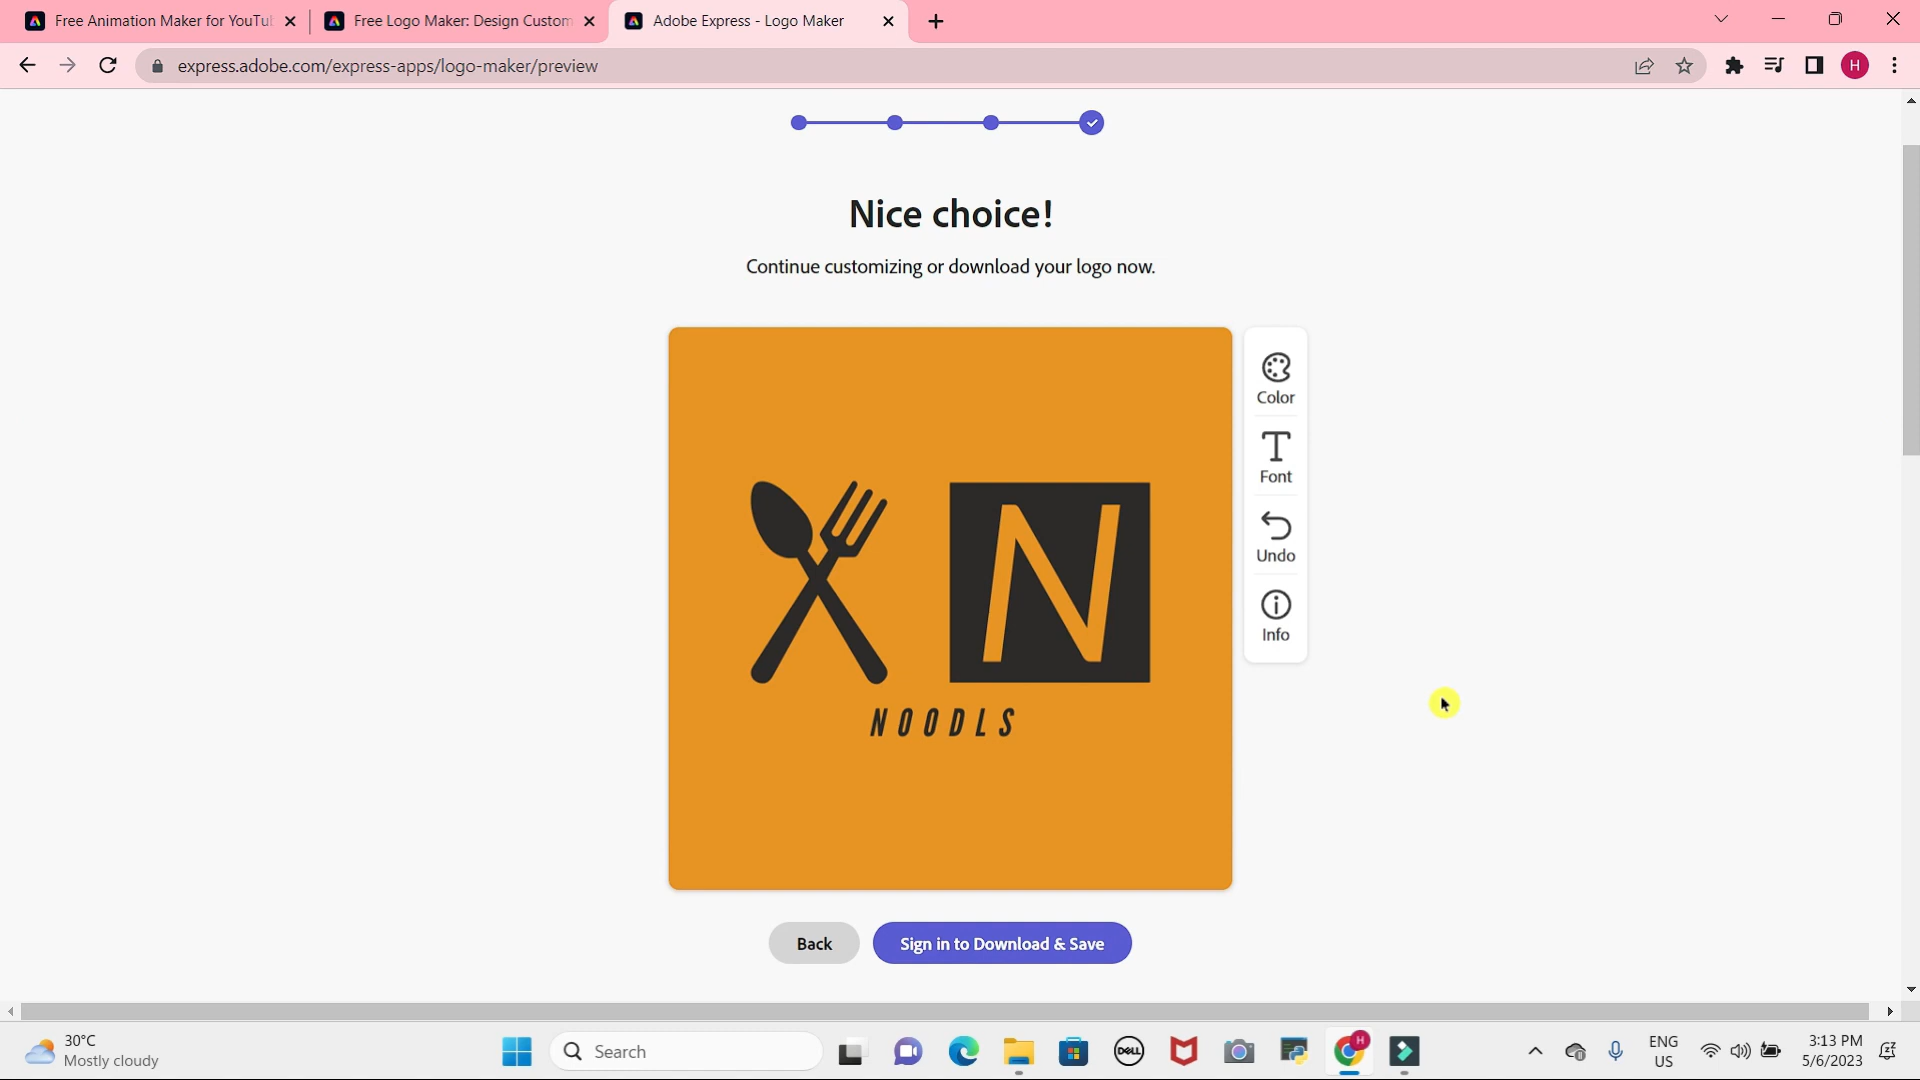 Free Animation Maker for YouTu
Free Logo Maker: Design Custom
Adobe Express - Logo Maker
express.adobe.com/express-apps/logo-maker/preview
H
Nice choice!
Continue customizing or download your logo now.
Color
Font
Undo
Info
N
NOODLS
Back
Sign in to Download & Save
30°C
Mostly cloudy
Search
DELL
H
ENG
US
3:13 PM
5/6/2023